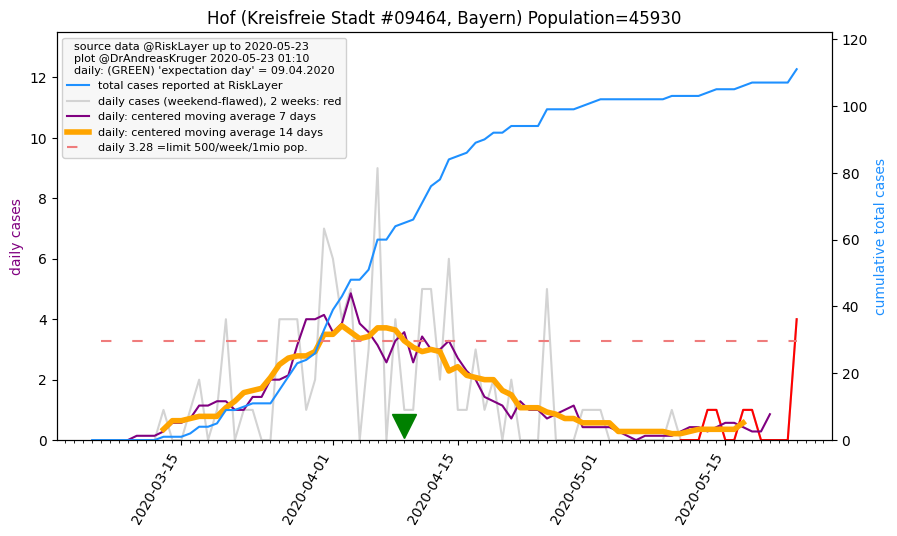 Hof (Kreisfreie Stadt #09464, Bayern) Population=45930
source data @RiskLayer up to 2020-05-23
plot @DrAndreasKruger 2020-05-23 01:10
daily: (GREEN) 'expectation day' = 09.04.2020
total cases reported at RiskLayer
daily cases (weekend-flawed), 2 weeks: red
daily: centered moving average 7 days
daily: centered moving average 14 days
daily 3.28 =limit 500/week/1mio pop.
daily cases
12
10
8
6
4
2
0
cumulative total cases
120
100
80
60
40
20
0
2020-03-15
2020-04-01
2020-04-15
2020-05-01
2020-05-15